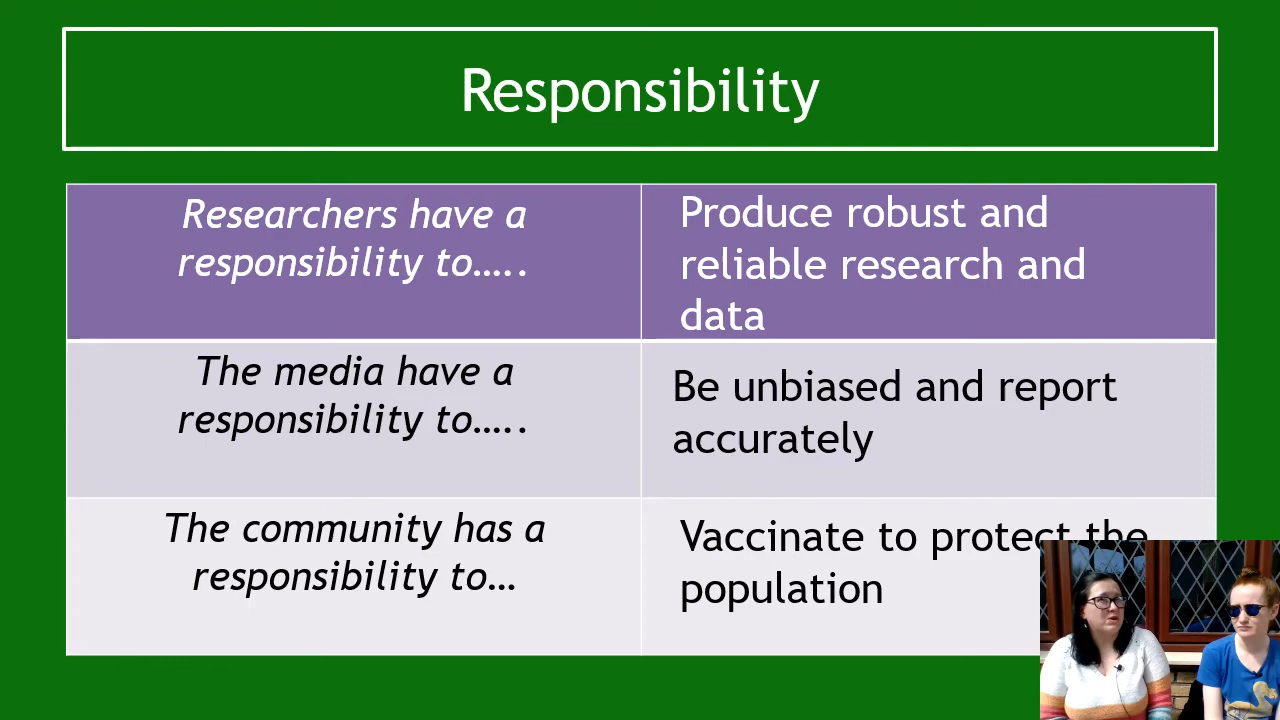 Responsibility
Researchers have a
responsibility to…..
Produce robust and
reliable research and
data
The media have a
responsibility to…..
Be unbiased and report
accurately
The community has a
responsibility to…
Vaccinate to protect the
population